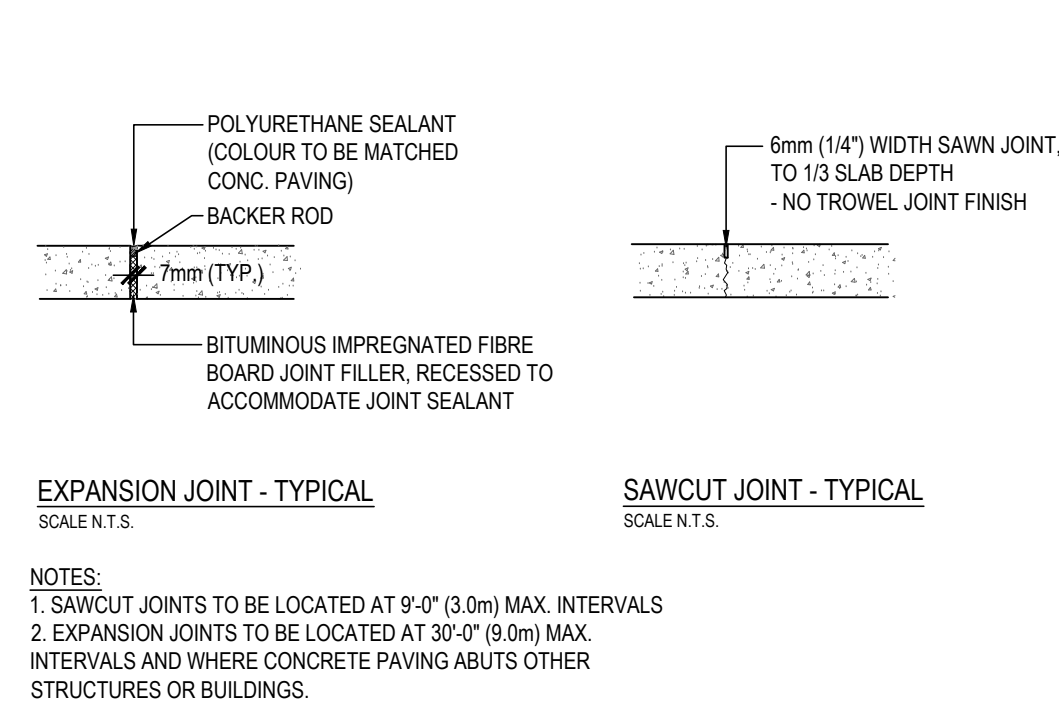 POLYURETHANE SEALANT
(COLOUR TO BE MATCHED
CONC. PAVING)
BACKER ROD
7mm (TYP.)
BITUMINOUS IMPREGNATED FIBRE
BOARD JOINT FILLER, RECESSED TO
ACCOMMODATE JOINT SEALANT
EXPANSION JOINT - TYPICAL
SCALE N.T.S.
6mm (1/4") WIDTH SAWN JOINT,
TO 1/3 SLAB DEPTH
- NO TROWEL JOINT FINISH
SAWCUT JOINT - TYPICAL
SCALE N.T.S.
NOTES:
1. SAWCUT JOINTS TO BE LOCATED AT 9'-0" (3.0m) MAX. INTERVALS
2. EXPANSION JOINTS TO BE LOCATED AT 30'-0" (9.0m) MAX.
INTERVALS AND WHERE CONCRETE PAVING ABUTS OTHER
STRUCTURES OR BUILDINGS.